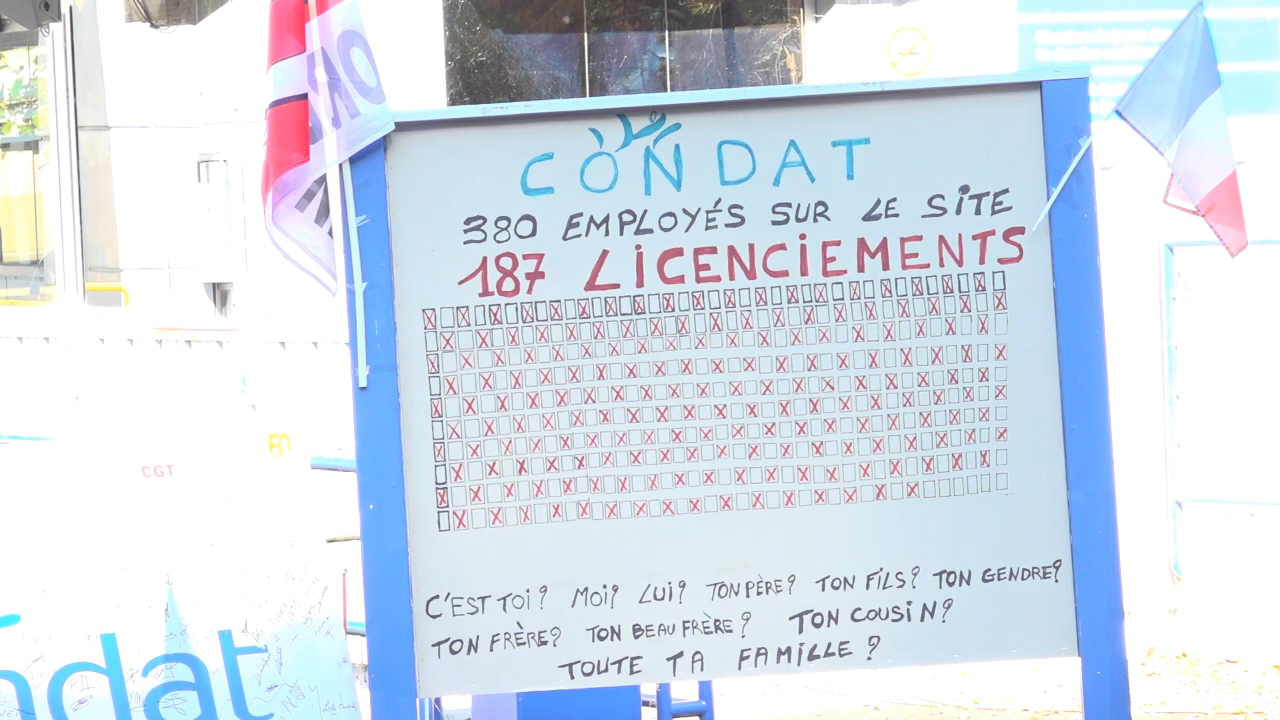 CONDAT
380 EMPLOYÉS SUR LE SITE
187 LICENCIEMENTS
C'EST TOI? MOI? LUI? TON PÈRE? TON FILS? TON GENDRE?
TON FRÈRE? TON BEAU FRÈRE? TON COUSIN?
TOUTE TA FAMILLE?
CGT
ndat